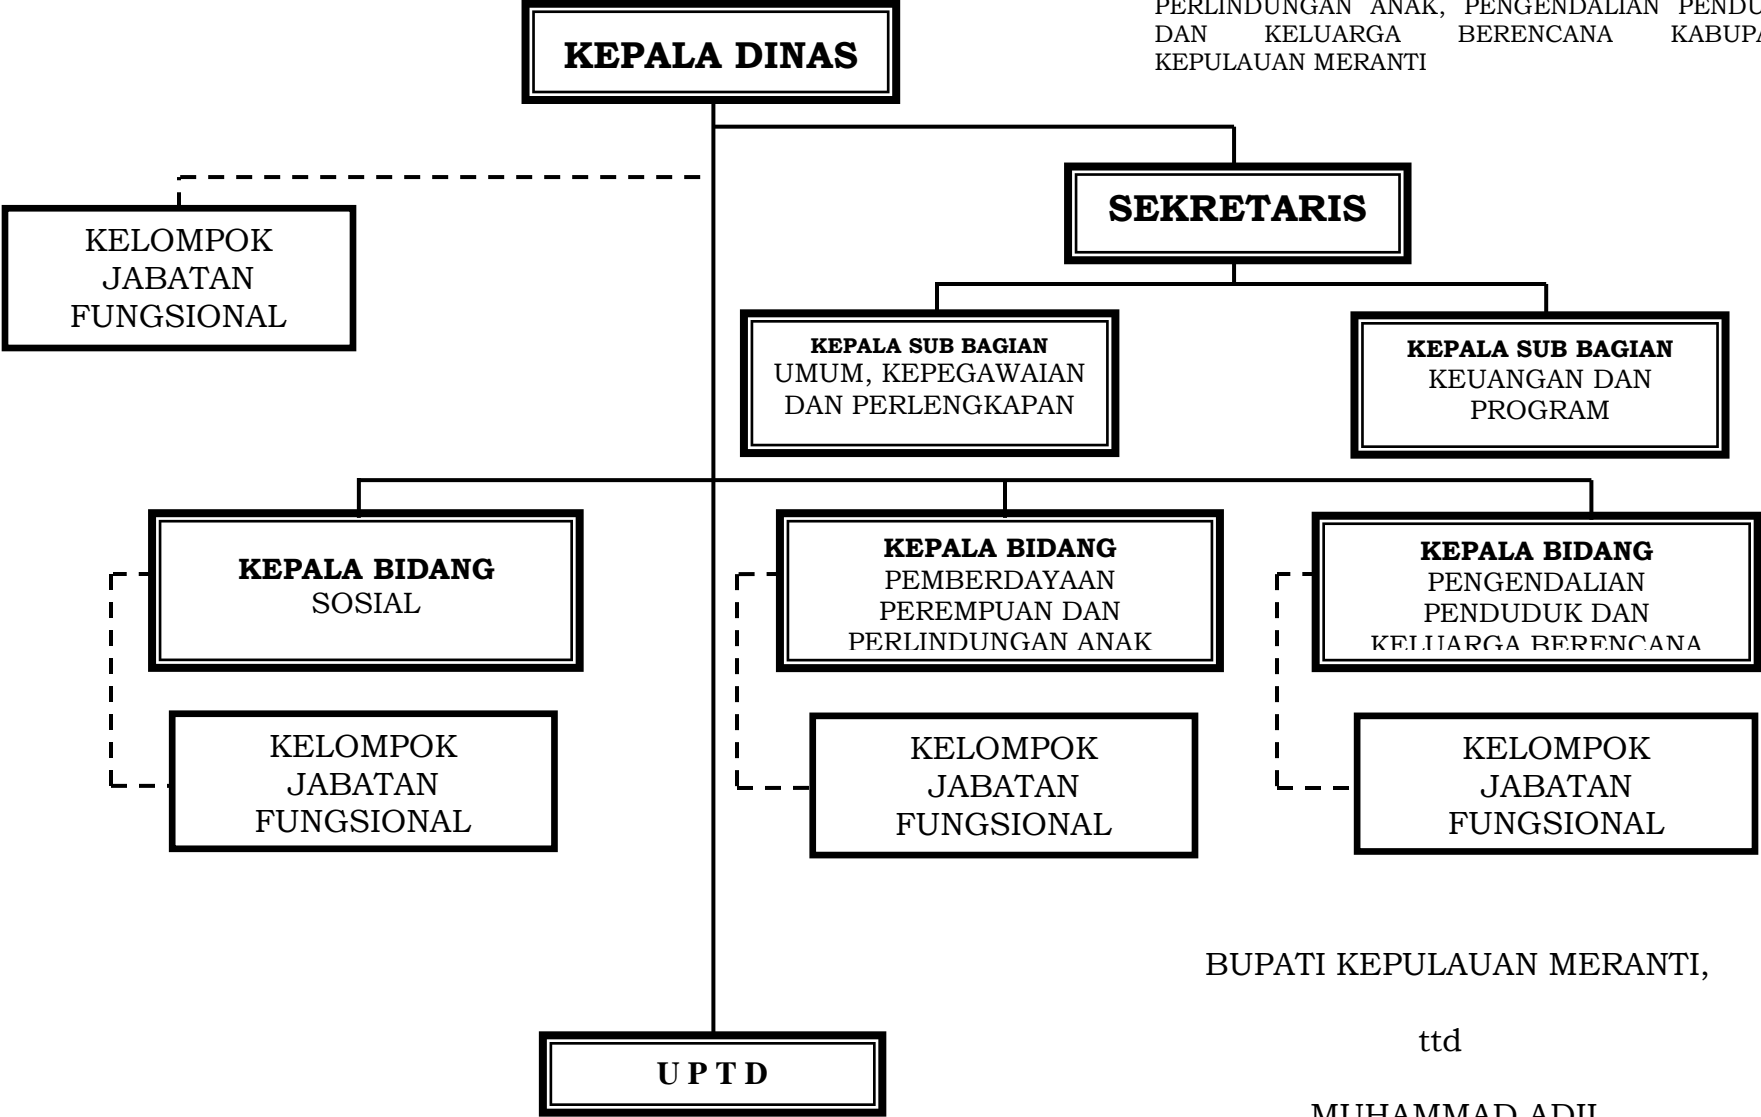 PERLINDUNGAN ANAK, PENGENDALIAN
DAN KELUARGA BERENCANA
KEPULAUAN MERANTI
KEPALA DINAS
SEKRETARIS
KELOMPOK
JABATAN
FUNGSIONAL
KEPALA SUB BAGIAN
UMUM, KEPEGAWAIAN
DAN PERLENGKAPAN
KEPALA SUB BAGIAN
KEUANGAN DAN
PROGRAM
KEPALA BIDANG
SOSIAL
KEPALA BIDANG
PEMBERDAYAAN
PEREMPUAN DAN
PERLINDUNGAN ANAK
KEPALA BIDANG
PENGENDALIAN
PENDUDUK DAN
KELUARGA BERENCANA
KELOMPOK
JABATAN
FUNGSIONAL
KELOMPOK
JABATAN
FUNGSIONAL
KELOMPOK
JABATAN
FUNGSIONAL
BUPATI KEPULAUAN MERANTI,
ttd
MUHAMMAD ADIL
U P T D